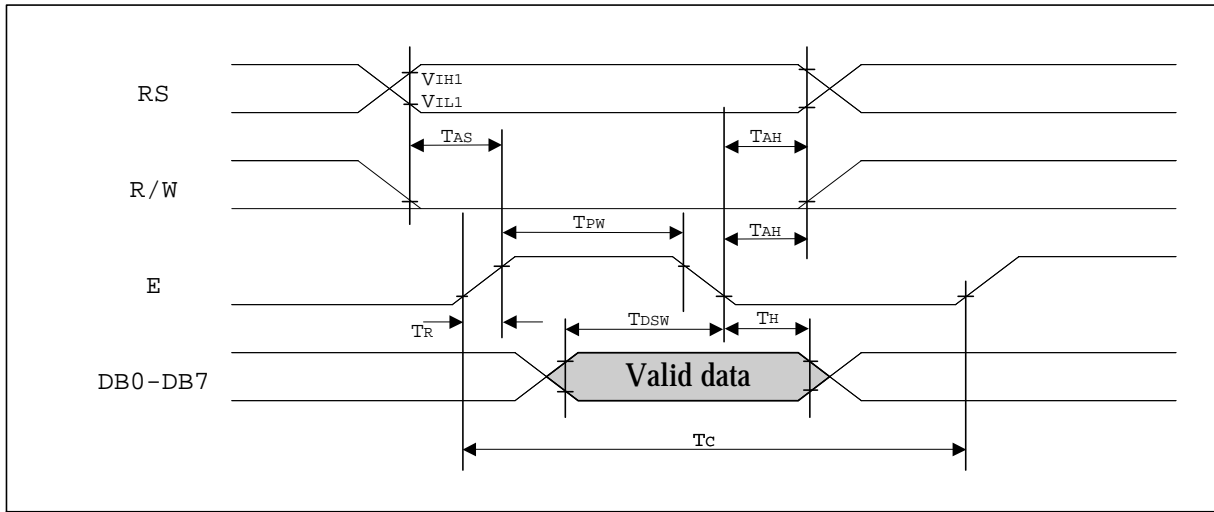 RS
VIH1
VIL1
TAS
TAH
R/W
TPW
TAH
E
TR
TDSW
TH
DB0-DB7
Valid data
TC